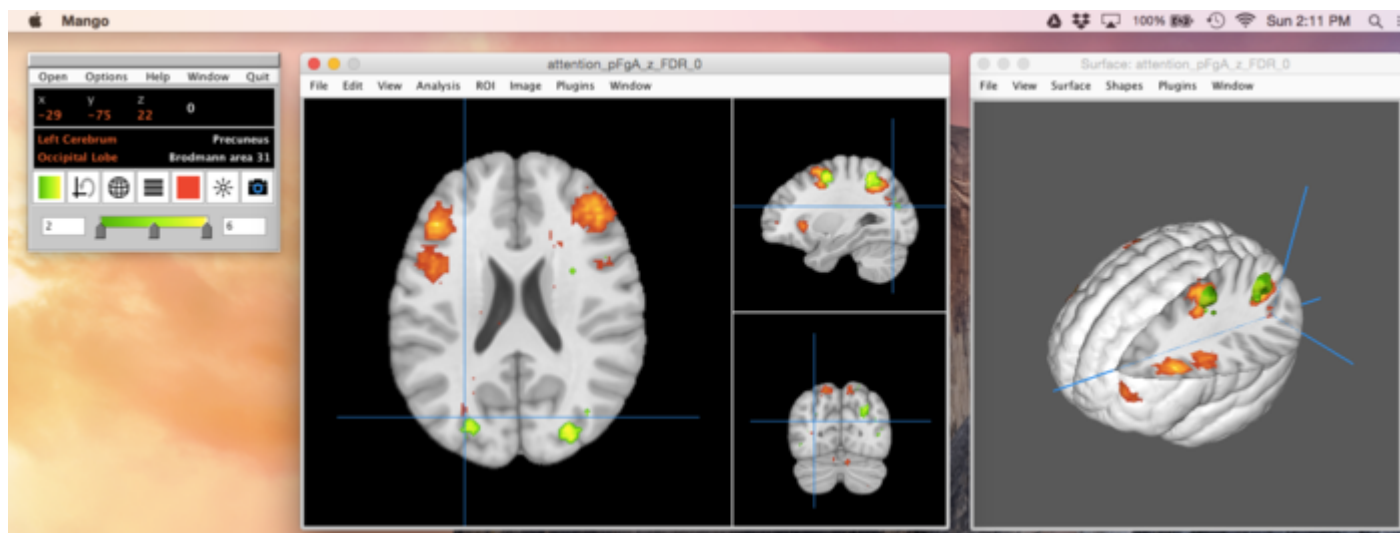 Mango
100% Sun 2:11 PM
Open Options Help Window Quit
x y z
-29 -75 22 0
Left Cerebrum Precuneus
Occipital Lobe Brodmann area 31
2 6
attention_pFgA_z_FDR_0
File Edit View Analysis ROI Image Plugins Window
Surface: attention_pFgA_z_FDR_0
File View Surface Shapes Plugins Window